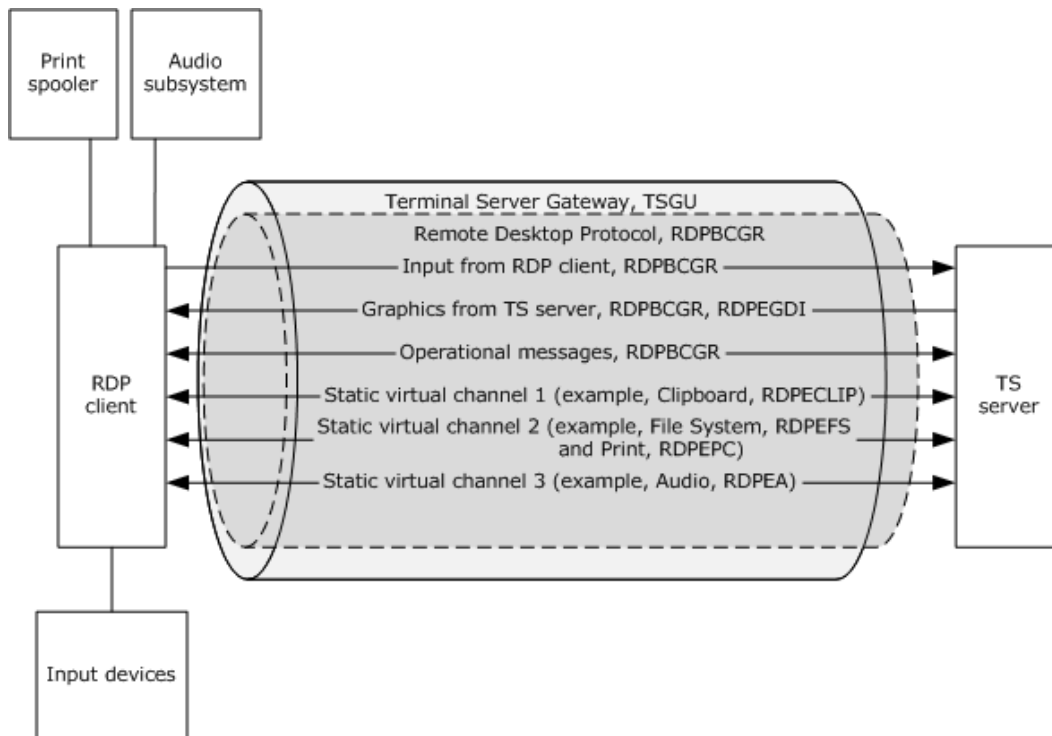 Print
spooler
Audio
subsystem
Terminal Server Gateway, TSGU
Remote Desktop Protocol, RDPBCGR
Input from RDP client, RDPBCGR
Graphics from TS server, RDPBCGR, RDPEGDI
Operational messages, RDPBCGR
RDP
client
TS
server
Static virtual channel 1 (example, Clipboard, RDPECLIP)
Static virtual channel 2 (example, File System, RDPEFS
and Print, RDPEPC)
Static virtual channel 3 (example, Audio, RDPEA)
Input devices